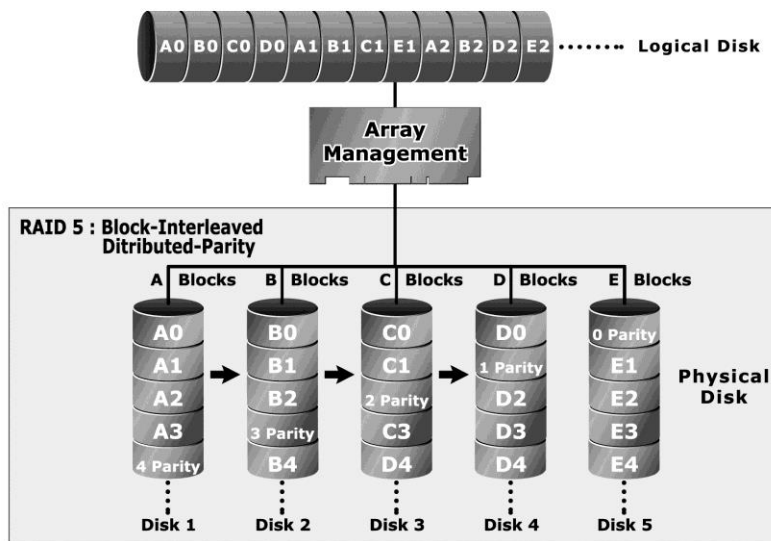 A0 B0 C0 D0 A1 B1 C1 E1 A2 B2 D2 E2 Logical Disk
Array
Management
RAID 5 : Block-Interleaved
Ditributed-Parity
A Blocks B Blocks C Blocks D Blocks E Blocks
A0 B0 C0 D0 0 Parity
A1 B1 C1 1 Parity E1
A2 B2 2 Parity D2 E2
A3 3 Parity C3 D3 E3
4 Parity B4 D4 D4 E4
Physical
Disk
Disk 1 Disk 2 Disk 3 Disk 4 Disk 5